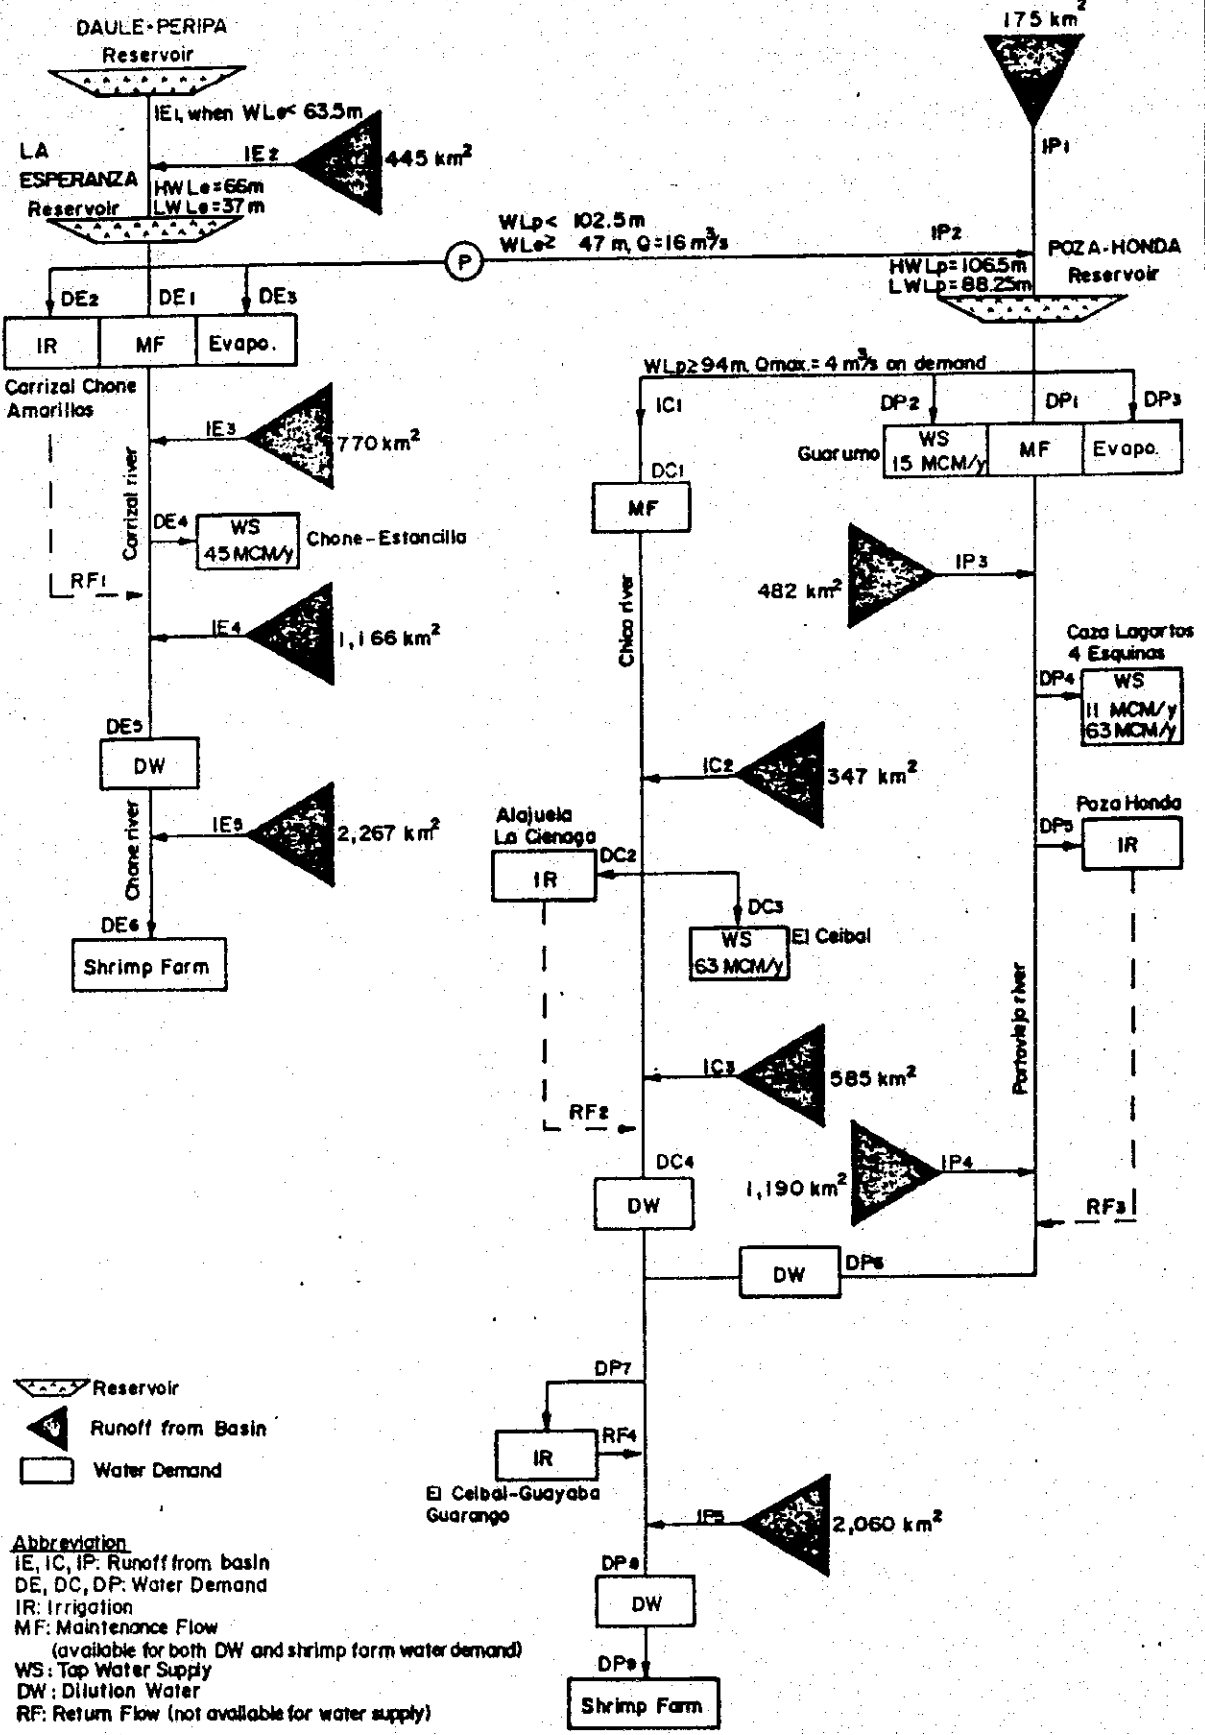 DAULE-PERIPA
Reservoir
175 km²
IE1, when WLe< 63.5m
IP1
LA
ESPERANZA
Reservoir
IE2
445 km²
HWLe=66m
LWLe=37m
WLp< 102.5m
WLe≥ 47 m, Q=16 m³/s
IP2
P
POZA-HONDA
Reservoir
HWLp=106.5m
LWLp=88.25m
DE2
DE1
DE3
IR
MF
Evapo.
Carrizal Chone
Amarillos
WLp≥94m, Qmax.= 4 m³/s on demand
IC1
DP2
DP1
DP3
Guarumo
WS
15 MCM/y
MF
Evapo.
IE3
770 km²
DC1
MF
Carrizal river
DE4
WS
45 MCM/y
Chone-Estancilla
RF1
IP3
482 km²
Chico river
IE4
1,166 km²
Caza Lagartos
4 Esquinas
DP4
WS
11 MCM/y
63 MCM/y
DE5
DW
IC2
347 km²
Chone river
IE5
2,267 km²
Alajuela
La Cienaga
IR
DC2
DC3
WS
63 MCM/y
El Ceibal
Poza Honda
DP5
IR
DE6
Shrimp Farm
Portoviejo river
IC3
585 km²
RF2
DC4
DW
IP4
1,190 km²
RF3
DW
DP6
DP7
IR
RF4
El Ceibal-Guayaba
Guarango
IP5
2,060 km²
DP8
DW
DP9
Shrimp Farm
Reservoir
Runoff from Basin
Water Demand
Abbreviation
IE, IC, IP: Runoff from basin
DE, DC, DP: Water Demand
IR: Irrigation
MF: Maintenance Flow
(available for both DW and shrimp farm water demand)
WS: Tap Water Supply
DW: Dilution Water
RF: Return Flow (not available for water supply)